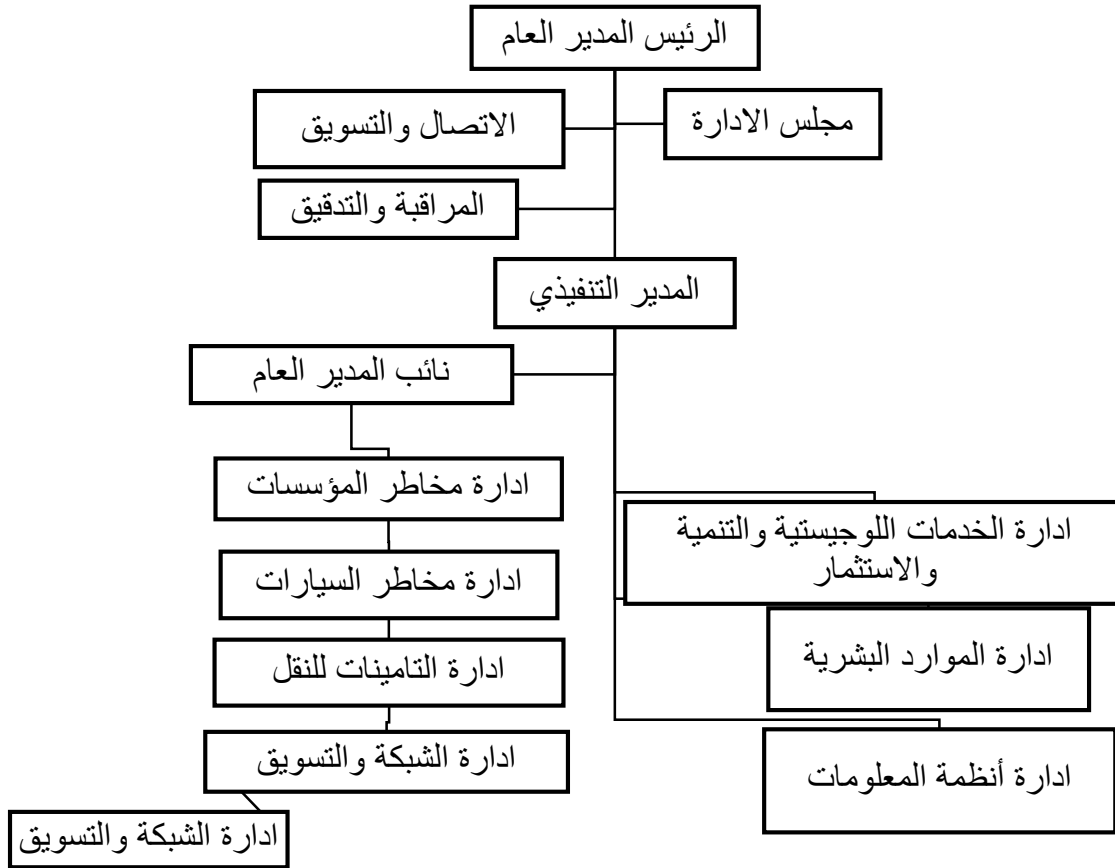 الرئيس المدير العام
مجلس الادارة
الاتصال والتسويق
المراقبة والتدقيق
المدير التنفيذي
نائب المدير العام
ادارة مخاطر المؤسسات
ادارة الخدمات اللوجيستية والتنمية
والاستثمار
ادارة مخاطر السيارات
ادارة الموارد البشرية
ادارة التامينات للنقل
ادارة الشبكة والتسويق
ادارة أنظمة المعلومات
ادارة الشبكة والتسويق